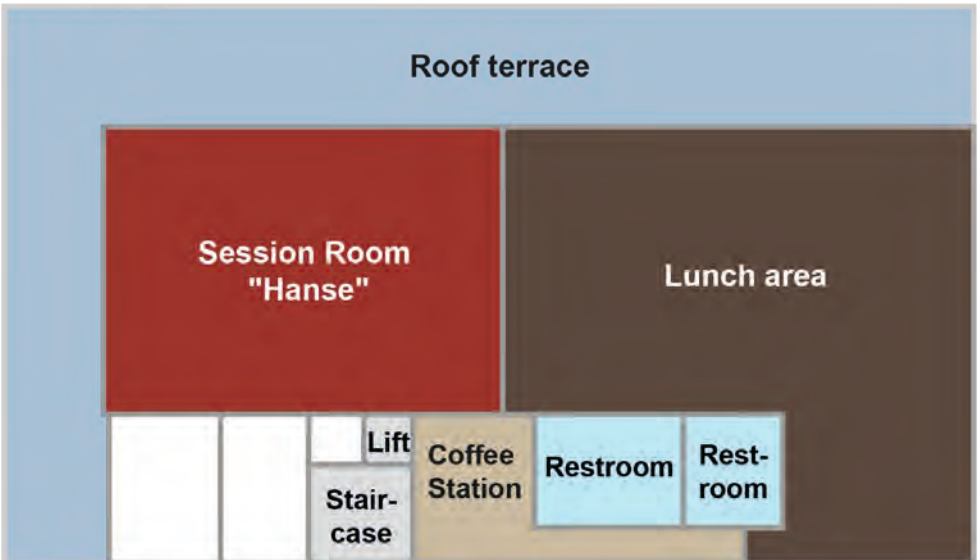 Roof terrace
Session Room
"Hanse"
Lunch area
Lift
Coffee
Station
Restroom
Rest-
room
Stair-
case